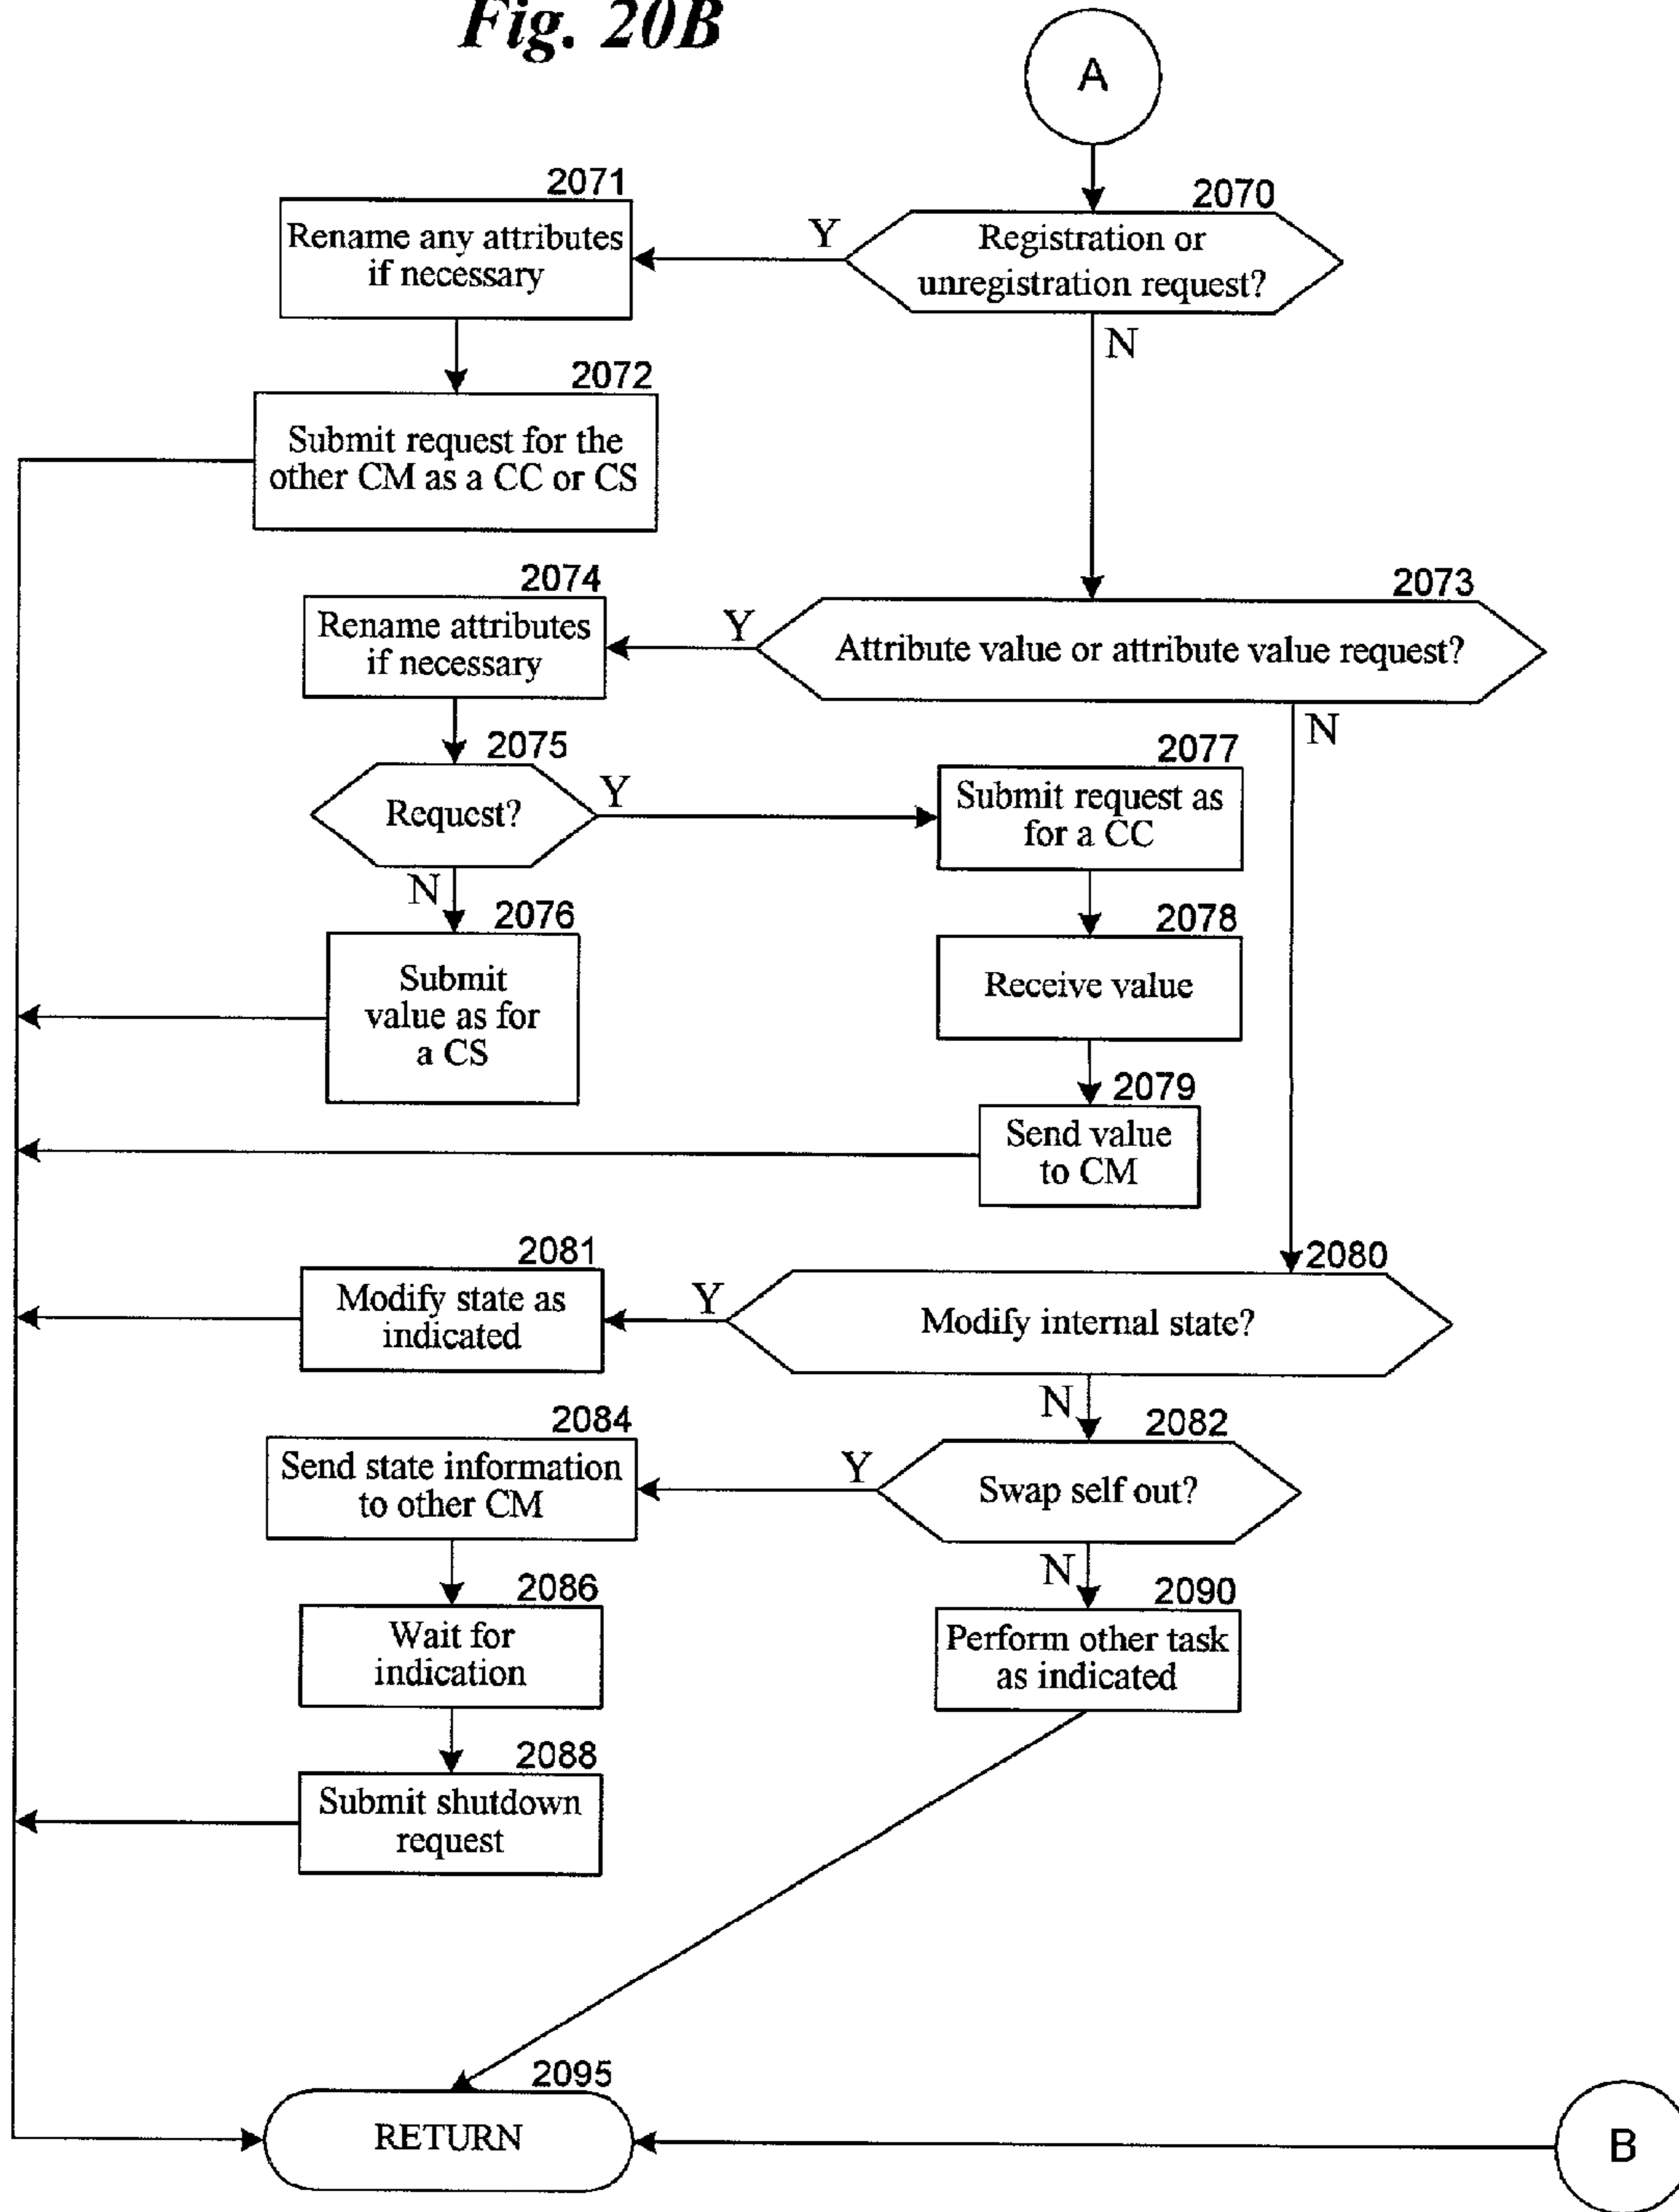 Fig. 20B
A
2070
Registration or
unregistration request?
Y
N
2071
Rename any attributes
if necessary
2072
Submit request for the
other CM as a CC or CS
2073
Attribute value or attribute value request?
Y
N
2074
Rename attributes
if necessary
2075
Request?
Y
N
2076
Submit
value as for
a CS
2077
Submit request as
for a CC
2078
Receive value
2079
Send value
to CM
2080
Modify internal state?
Y
N
2081
Modify state as
indicated
2082
Swap self out?
Y
N
2084
Send state information
to other CM
2086
Wait for
indication
2088
Submit shutdown
request
2090
Perform other task
as indicated
2095
RETURN
B